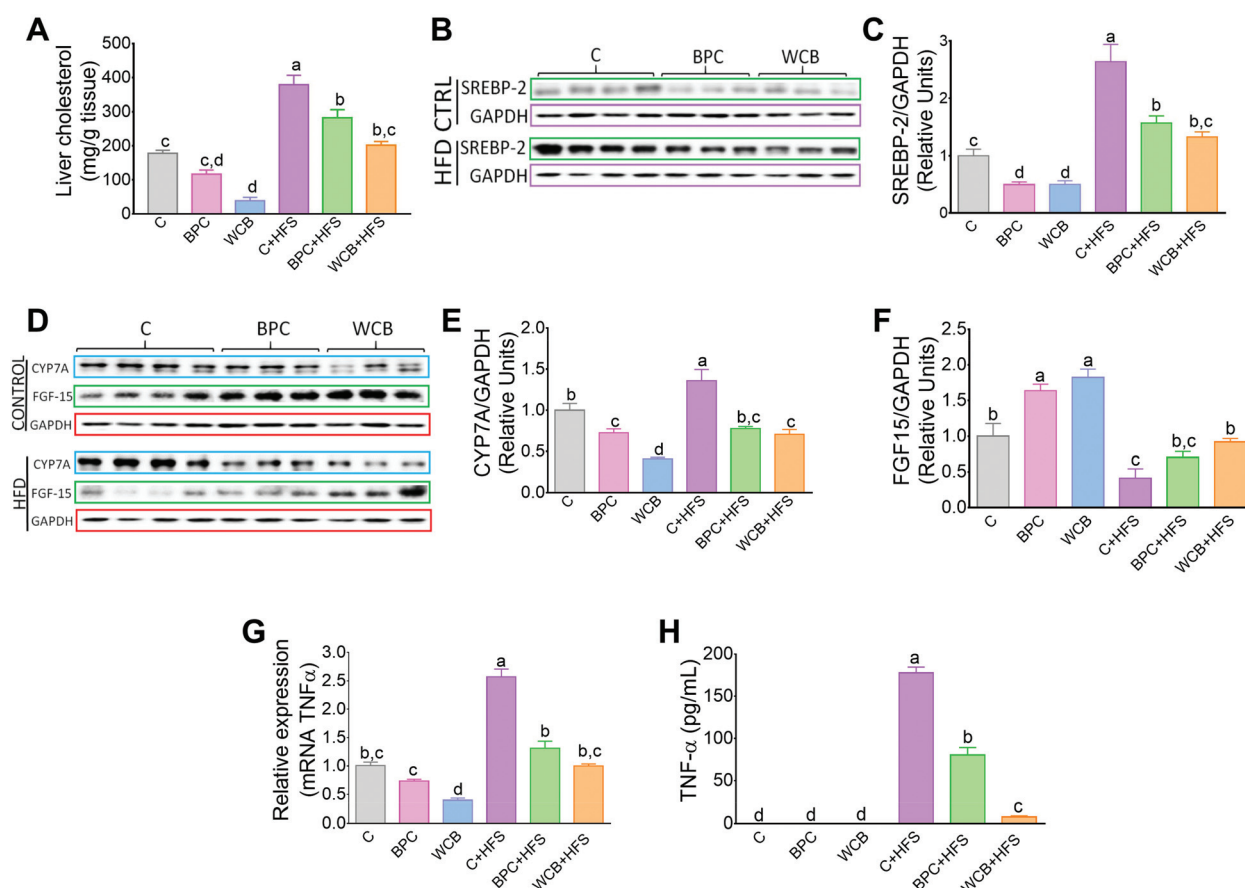 A
Liver cholesterol
(mg/g tissue)
500
400
300
200
100
0
c
c,d
d
a
b
b,c
C
BPC
WCB
C+HFS
BPC+HFS
WCB+HFS
B
C
BPC
WCB
CTRL
SREBP-2
GAPDH
HFD
SREBP-2
GAPDH
C
SREBP-2/GAPDH
(Relative Units)
3
2
1
0
c
d
d
a
b
b,c
C
BPC
WCB
C+HFS
BPC+HFS
WCB+HFS
D
C
BPC
WCB
CONTROL
CYP7A
FGF-15
GAPDH
HFD
CYP7A
FGF-15
GAPDH
E
CYP7A/GAPDH
(Relative Units)
2.0
1.5
1.0
0.5
0.0
b
c
d
a
b,c
c
C
BPC
WCB
C+HFS
BPC+HFS
WCB+HFS
F
FGF15/GAPDH
(Relative Units)
2.5
2.0
1.5
1.0
0.5
0.0
b
a
a
c
b,c
b
C
BPC
WCB
C+HFS
BPC+HFS
WCB+HFS
G
Relative expression
(mRNA TNFα)
3.0
2.5
2.0
1.5
1.0
0.5
0.0
b,c
c
d
a
b
b,c
C
BPC
WCB
C+HFS
BPC+HFS
WCB+HFS
H
TNF-α (pg/mL)
200
150
100
50
0
d
d
d
a
b
c
C
BPC
WCB
C+HFS
BPC+HFS
WCB+HFS